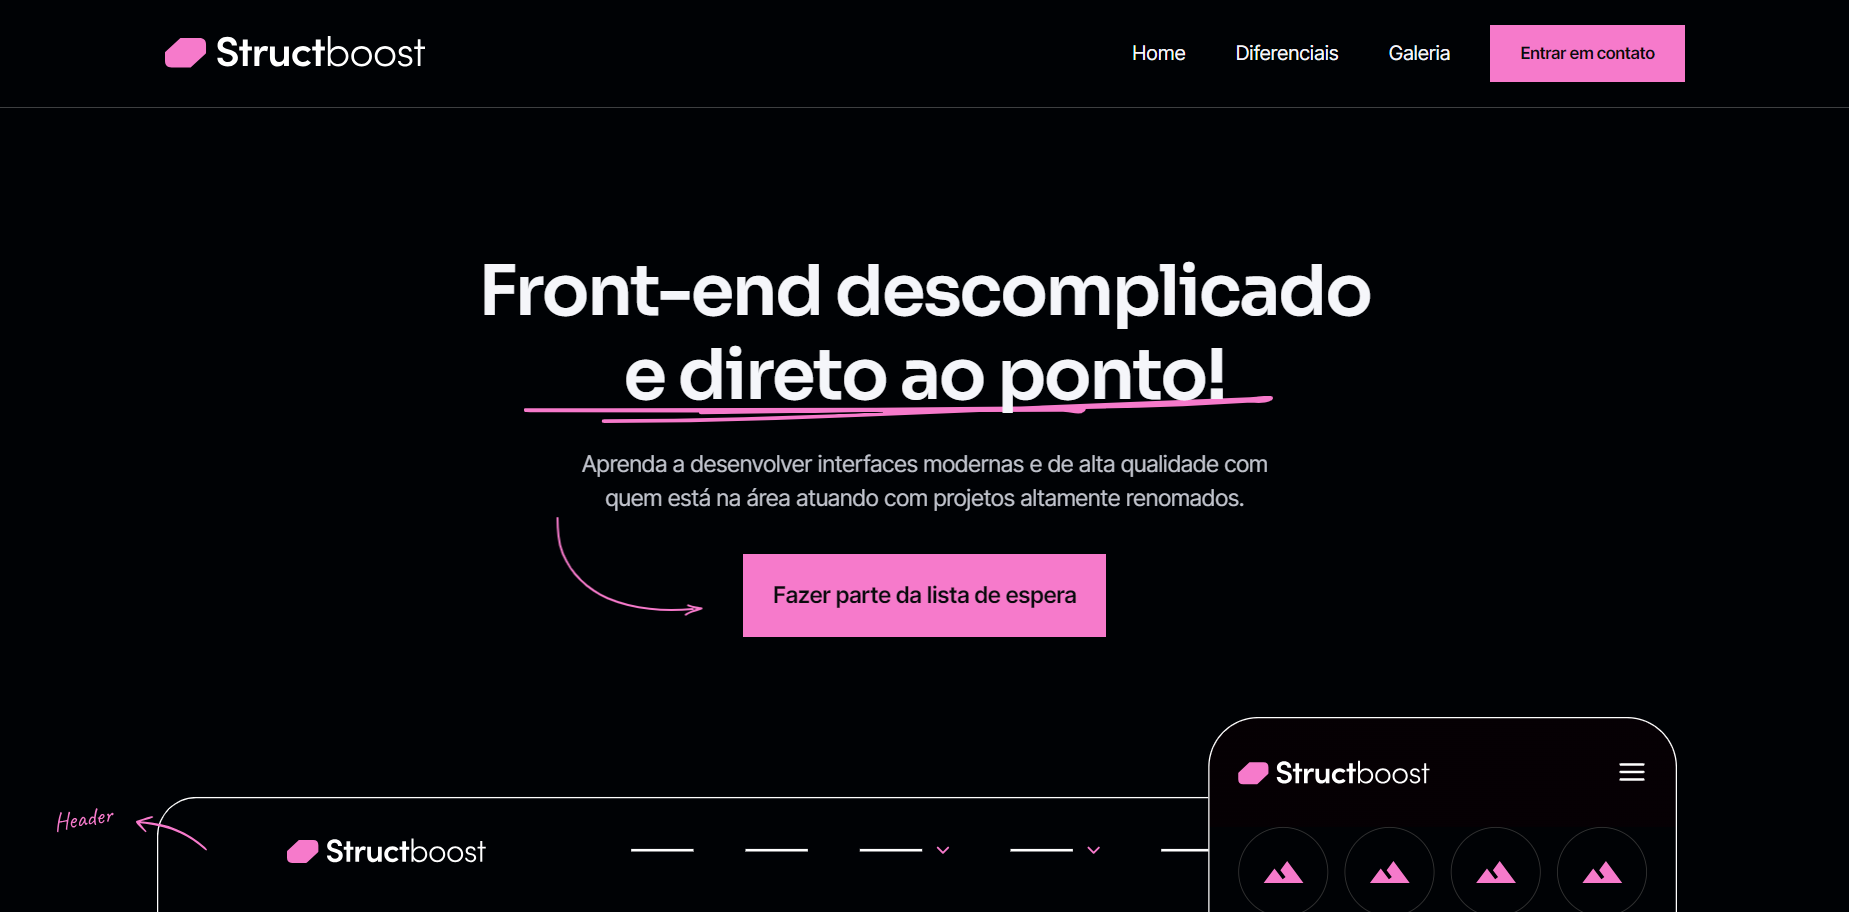 Structboost
Home
Diferenciais
Galeria
Entrar em contato
Front-end descomplicado
e direto ao ponto!
Aprenda a desenvolver interfaces modernas e de alta qualidade com
quem está na área atuando com projetos altamente renomados.
Fazer parte da lista de espera
Structboost
Header
Structboost